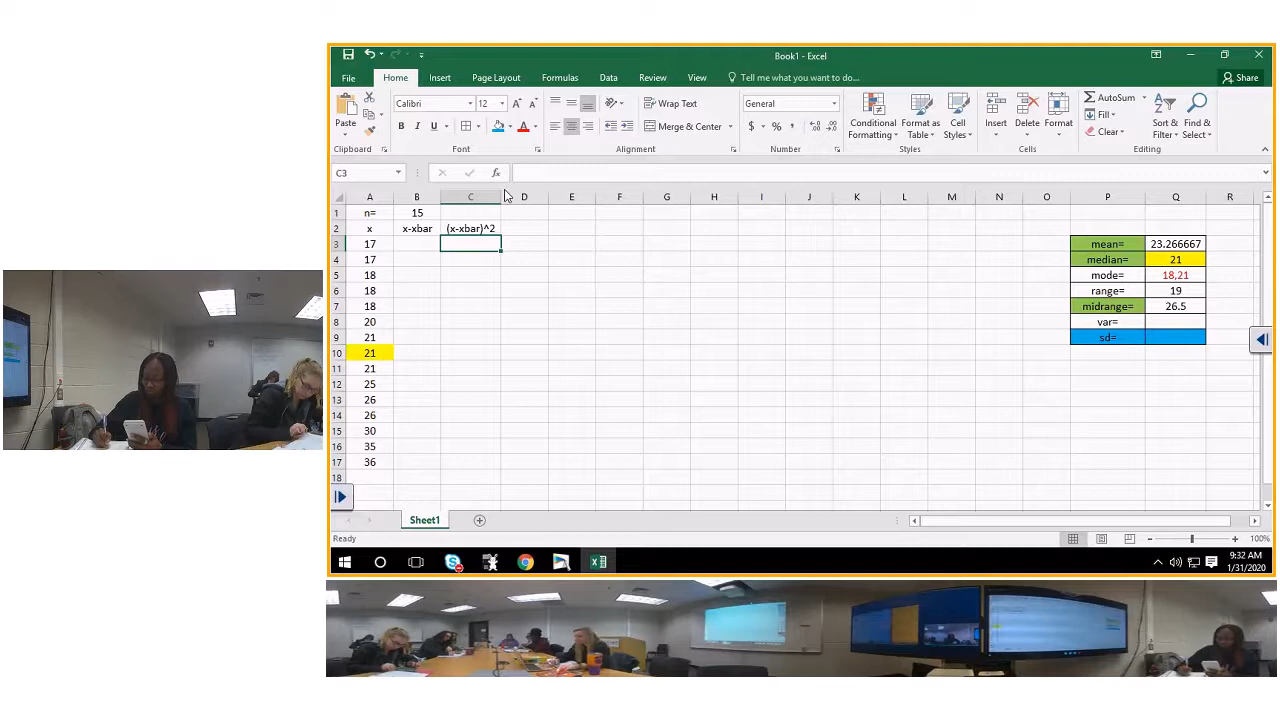 Book1 - Excel
File Home Insert Page Layout Formulas Data Review View Tell me what you want to do... Share
Paste
Clipboard
Calibri 12
B I U
Font
Wrap Text
Merge & Center
Alignment
General
$ % ,
Number
Conditional Formatting
Format as Table
Cell Styles
Styles
Insert Delete Format
Cells
AutoSum
Fill
Clear
Sort & Filter
Find & Select
Editing
C3 fx
A B C D E F G H I J K L M N O P Q R
1 n= 15
2 x x-xbar (x-xbar)^2
3 17 mean= 23.266667
4 17 median= 21
5 18 mode= 18,21
6 18 range= 19
7 18 midrange= 26.5
8 20 var=
9 21 sd=
10 21
11 21
12 25
13 26
14 26
15 30
16 35
17 36
18
Sheet1
Ready 100%
9:32 AM
1/31/2020